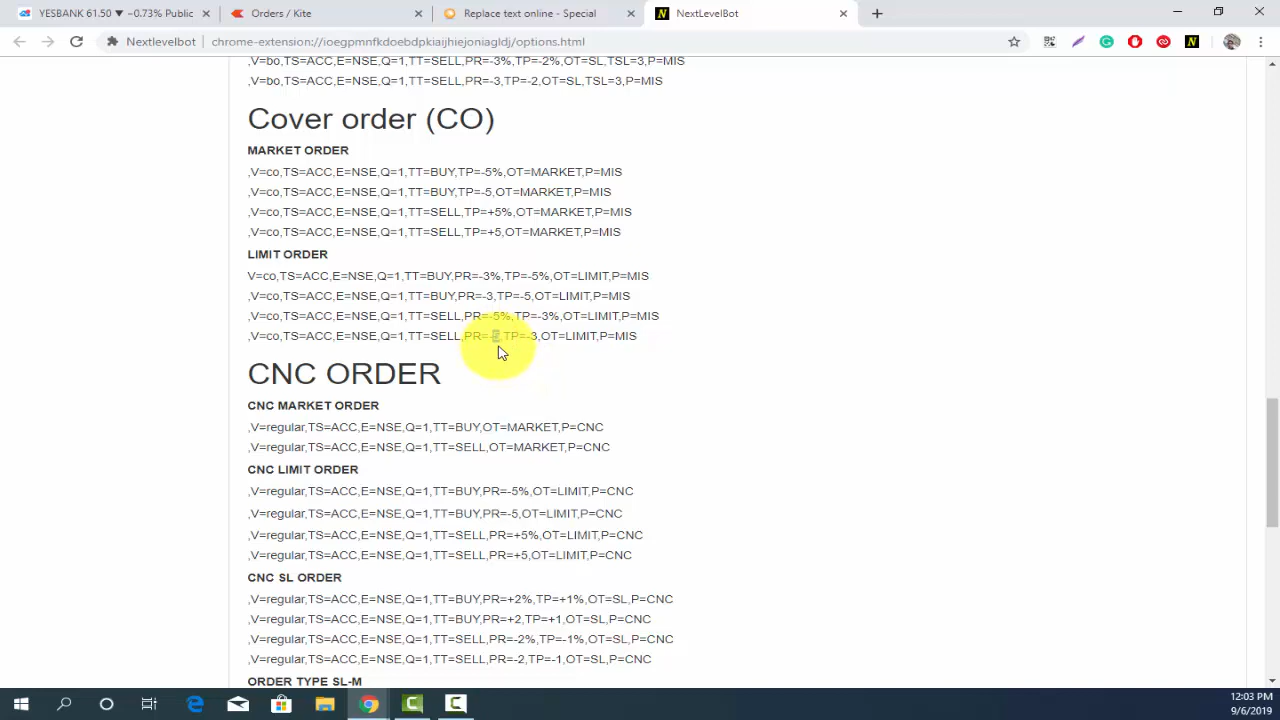 YESBANK 61.50 ▼ −0.73% Public
Orders / Kite
Replace text online - Special
NextLevelBot
Nextlevelbot
chrome-extension://ioegpmnfkdoebdpkiaijhiejoniagldj/options.html
,V=bo,TS=ACC,E=NSE,Q=1,TT=SELL,PR=-3%,TP=-2%,OT=SL,TSL=3,P=MIS
,V=bo,TS=ACC,E=NSE,Q=1,TT=SELL,PR=-3,TP=-2,OT=SL,TSL=3,P=MIS
Cover order (CO)
MARKET ORDER
,V=co,TS=ACC,E=NSE,Q=1,TT=BUY,TP=-5%,OT=MARKET,P=MIS
,V=co,TS=ACC,E=NSE,Q=1,TT=BUY,TP=-5,OT=MARKET,P=MIS
,V=co,TS=ACC,E=NSE,Q=1,TT=SELL,TP=+5%,OT=MARKET,P=MIS
,V=co,TS=ACC,E=NSE,Q=1,TT=SELL,TP=+5,OT=MARKET,P=MIS
LIMIT ORDER
V=co,TS=ACC,E=NSE,Q=1,TT=BUY,PR=-3%,TP=-5%,OT=LIMIT,P=MIS
,V=co,TS=ACC,E=NSE,Q=1,TT=BUY,PR=-3,TP=-5,OT=LIMIT,P=MIS
,V=co,TS=ACC,E=NSE,Q=1,TT=SELL,PR=-5%,TP=-3%,OT=LIMIT,P=MIS
,V=co,TS=ACC,E=NSE,Q=1,TT=SELL,PR= TP=-3,OT=LIMIT,P=MIS
CNC ORDER
CNC MARKET ORDER
,V=regular,TS=ACC,E=NSE,Q=1,TT=BUY,OT=MARKET,P=CNC
,V=regular,TS=ACC,E=NSE,Q=1,TT=SELL,OT=MARKET,P=CNC
CNC LIMIT ORDER
,V=regular,TS=ACC,E=NSE,Q=1,TT=BUY,PR=-5%,OT=LIMIT,P=CNC
,V=regular,TS=ACC,E=NSE,Q=1,TT=BUY,PR=-5,OT=LIMIT,P=CNC
,V=regular,TS=ACC,E=NSE,Q=1,TT=SELL,PR=+5%,OT=LIMIT,P=CNC
,V=regular,TS=ACC,E=NSE,Q=1,TT=SELL,PR=+5,OT=LIMIT,P=CNC
CNC SL ORDER
,V=regular,TS=ACC,E=NSE,Q=1,TT=BUY,PR=+2%,TP=+1%,OT=SL,P=CNC
,V=regular,TS=ACC,E=NSE,Q=1,TT=BUY,PR=+2,TP=+1,OT=SL,P=CNC
,V=regular,TS=ACC,E=NSE,Q=1,TT=SELL,PR=-2%,TP=-1%,OT=SL,P=CNC
,V=regular,TS=ACC,E=NSE,Q=1,TT=SELL,PR=-2,TP=-1,OT=SL,P=CNC
ORDER TYPE SL-M
12:03 PM
9/6/2019